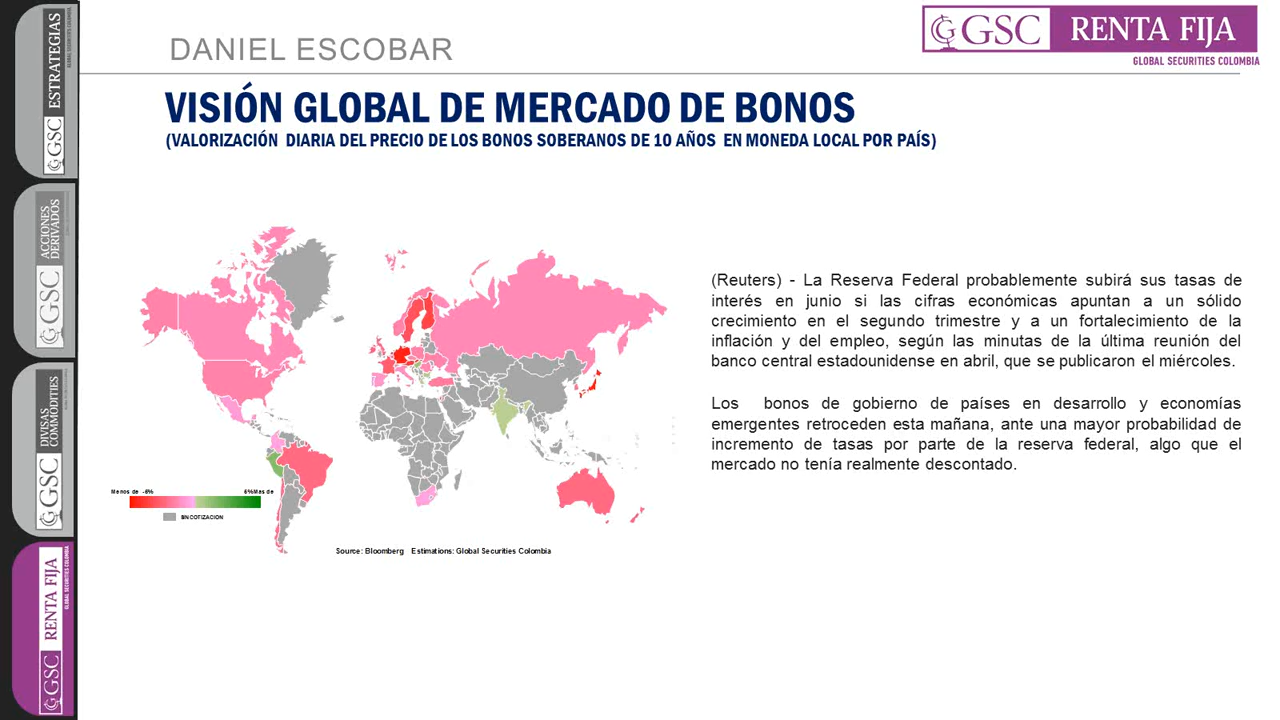 DANIEL ESCOBAR
GSC RENTA FIJA
GLOBAL SECURITIES COLOMBIA
VISIÓN GLOBAL DE MERCADO DE BONOS
(VALORIZACIÓN DIARIA DEL PRECIO DE LOS BONOS SOBERANOS DE 10 AÑOS EN MONEDA LOCAL POR PAÍS)
GSC ESTRATEGIAS
GSC ACCIONES
DERIVADOS
GSC DIVISAS
COMMODITIES
GSC RENTA FIJA
GLOBAL SECURITIES COLOMBIA
Menos de -6%
6%Mas de
SIN COTIZACION
Source: Bloomberg Estimations: Global Securities Colombia
(Reuters) - La Reserva Federal probablemente subirá sus tasas de
interés en junio si las cifras económicas apuntan a un sólido
crecimiento en el segundo trimestre y a un fortalecimiento de la
inflación y del empleo, según las minutas de la última reunión del
banco central estadounidense en abril, que se publicaron el miércoles.
Los bonos de gobierno de países en desarrollo y economías
emergentes retroceden esta mañana, ante una mayor probabilidad de
incremento de tasas por parte de la reserva federal, algo que el
mercado no tenía realmente descontado.